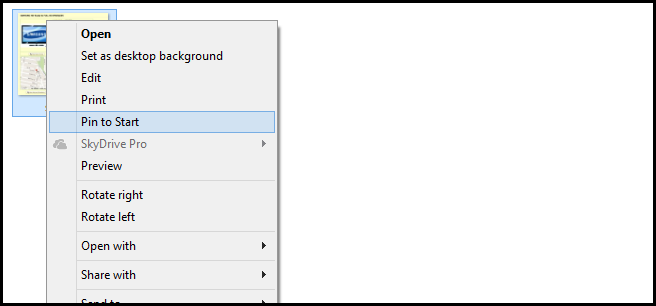 Open
Set as desktop background
Edit
Print
Pin to Start
SkyDrive Pro
Preview
Rotate right
Rotate left
Open with
Share with
Send to